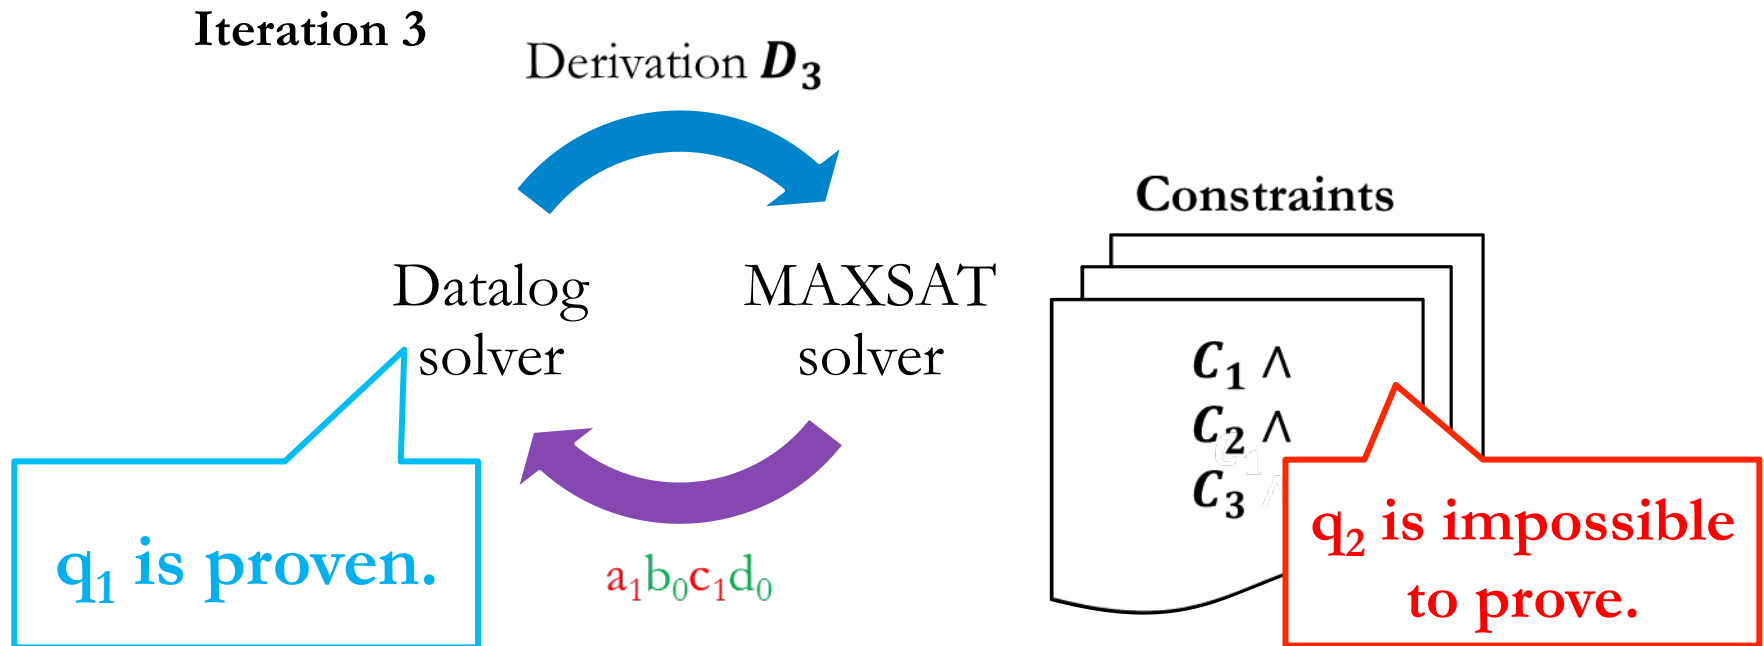 Iteration 3
Derivation D₃
Constraints
Datalog
solver
MAXSAT
solver
C₁ ∧
C₂ ∧
C₃
C₁
∧
q₁ is proven.
a₁b₀c₁d₀
q₂ is impossible
to prove.